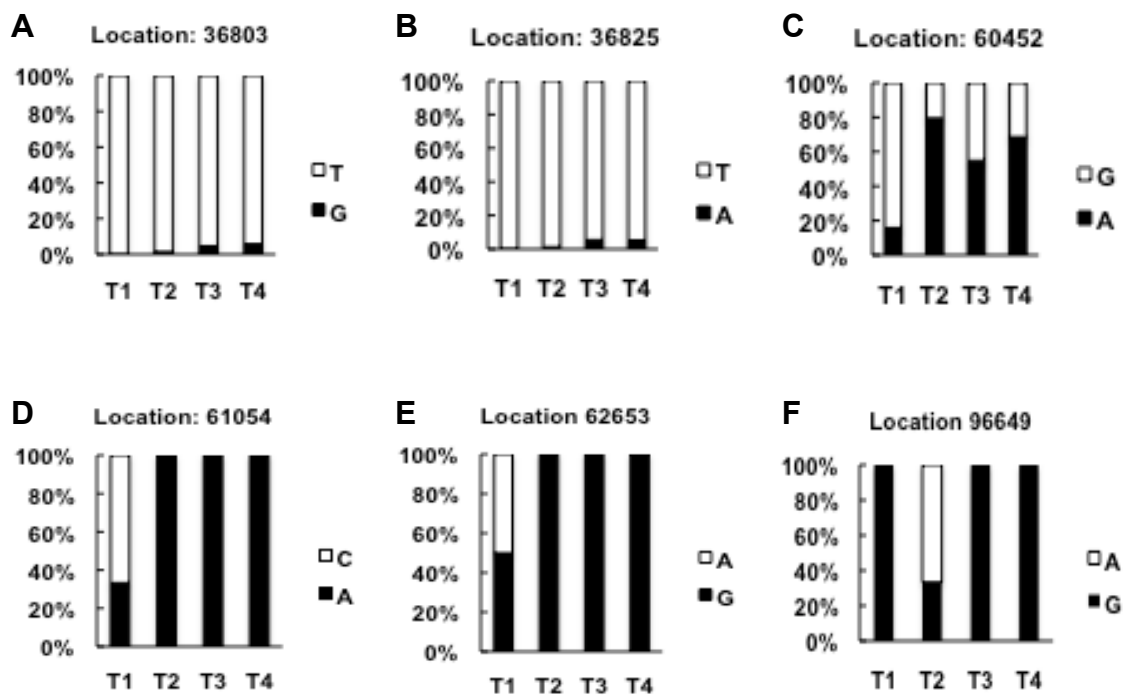 A
Location: 36803
100%
80%
60%
40%
20%
0%
T
G
T1 T2 T3 T4
B
Location: 36825
100%
80%
60%
40%
20%
0%
T
A
T1 T2 T3 T4
C
Location: 60452
100%
80%
60%
40%
20%
0%
G
A
T1 T2 T3 T4
D
Location: 61054
100%
80%
60%
40%
20%
0%
C
A
T1 T2 T3 T4
E
Location 62653
100%
80%
60%
40%
20%
0%
A
G
T1 T2 T3 T4
F
Location 96649
100%
80%
60%
40%
20%
0%
A
G
T1 T2 T3 T4